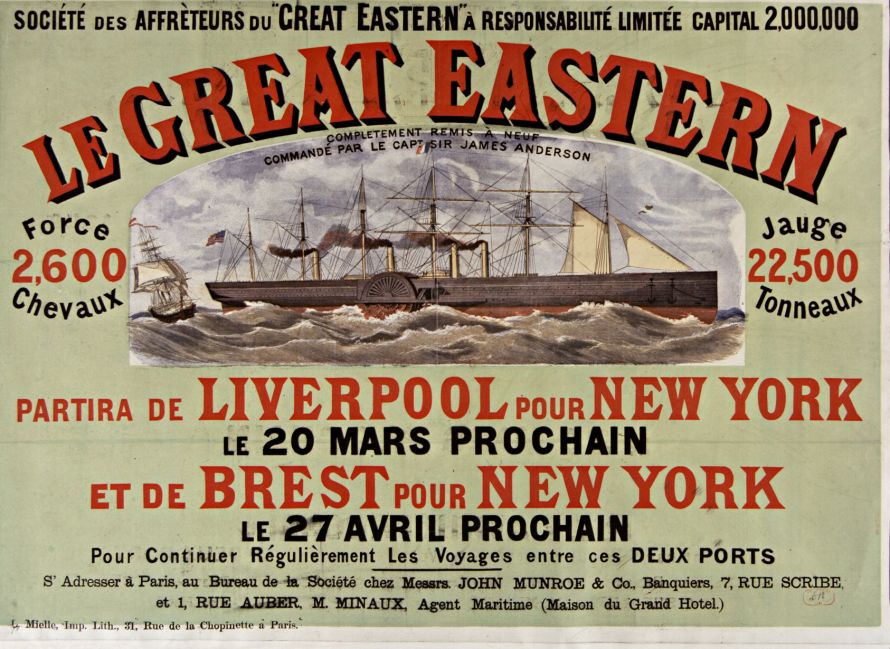 SOCIÉTÉ DES AFFRÈTEURS DU "GREAT EASTERN" À RESPONSABILITÉ LIMITÉE CAPITAL 2,000,000
LE GREAT EASTERN
COMPLETEMENT REMIS À NEUF
COMMANDÉ PAR LE CAPT SIR JAMES ANDERSON
Force
2,600
Chevaux
Jauge
22,500
Tonneaux
PARTIRA DE LIVERPOOL POUR NEW YORK
LE 20 MARS PROCHAIN
ET DE BREST POUR NEW YORK
LE 27 AVRIL PROCHAIN
Pour Continuer Régulièrement Les Voyages entre ces DEUX PORTS
S' Adresser à Paris, au Bureau de la Société chez Messrs. JOHN MUNROE & Co., Banquiers, 7, RUE SCRIBE,
et 1, RUE AUBER, M. MINAUX, Agent Maritime (Maison du Grand Hotel.)
L. Mielle, Imp. Lith., 31, Rue de la Chopinette à Paris.